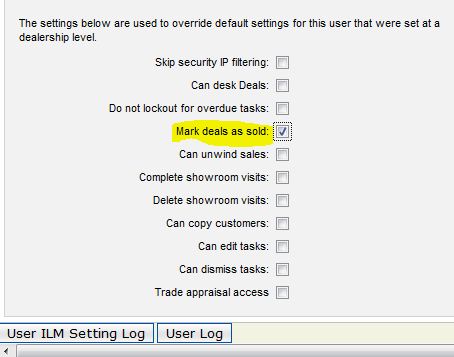 The settings below are used to override default settings for this user that were set at a
dealership level.
Skip security IP filtering:
Can desk Deals:
Do not lockout for overdue tasks:
Mark deals as sold:
Can unwind sales:
Complete showroom visits:
Delete showroom visits:
Can copy customers:
Can edit tasks:
Can dismiss tasks:
Trade appraisal access
User ILM Setting Log User Log